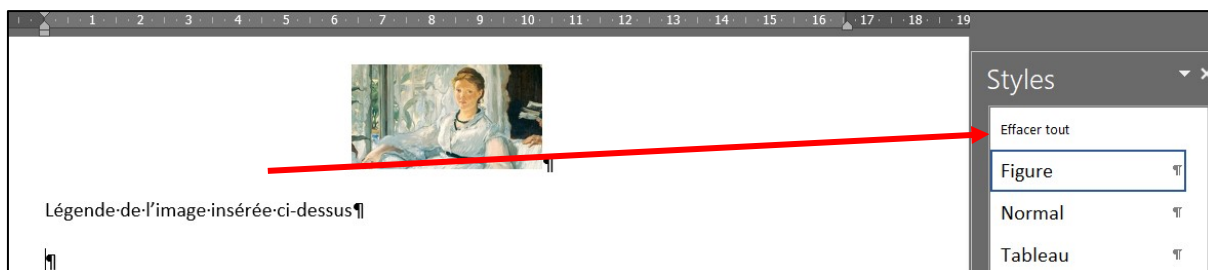 1 2 3 4 5 6 7 8 9 10 11 12 13 14 15 16 17 18 19
Styles
Effacer tout
Figure ¶
¶
Légende·de·l’image·insérée·ci-dessus¶
Normal ¶
¶
Tableau ¶